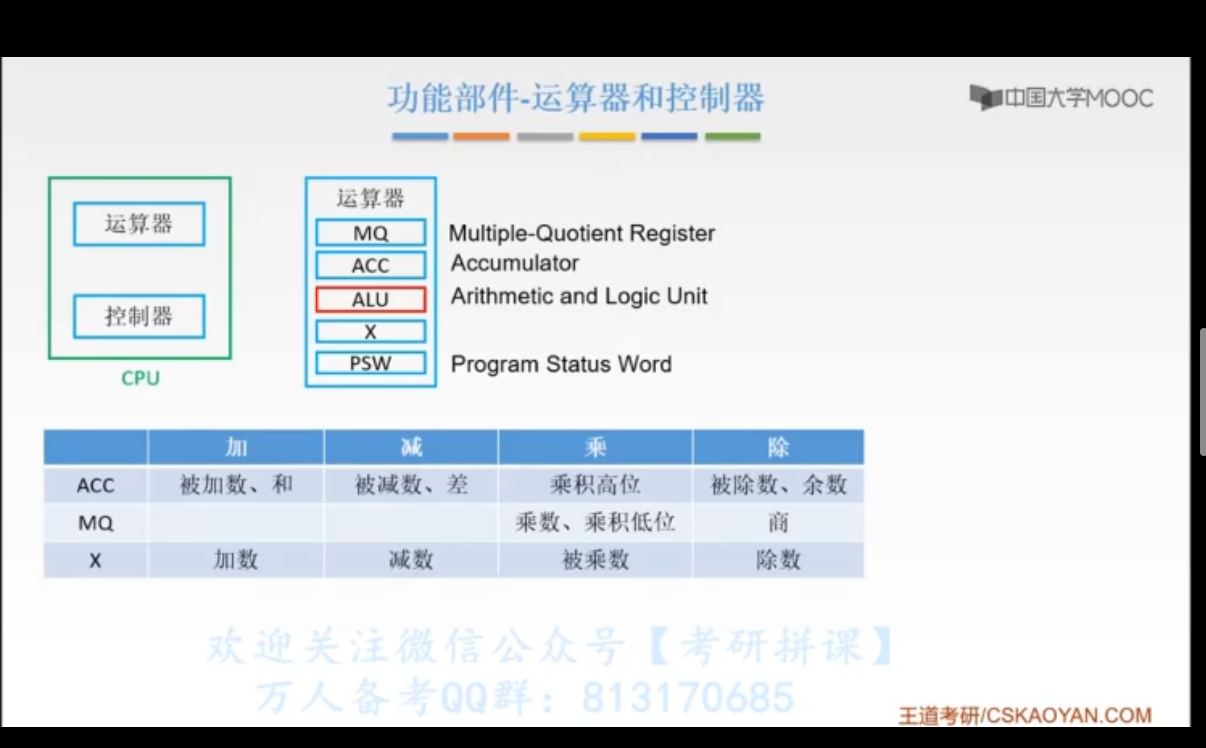 功能部件-运算器和控制器
中国大学MOOC
运算器
控制器
CPU
运算器
MQ Multiple-Quotient Register
ACC Accumulator
ALU Arithmetic and Logic Unit
X
PSW Program Status Word
加 减 乘 除
ACC 被加数、和 被减数、差 乘积高位 被除数、余数
MQ 乘数、乘积低位 商
X 加数 减数 被乘数 除数
欢迎关注微信公众号【考研拼课】
万人备考QQ群：813170685
王道考研/CSKAOYAN.COM